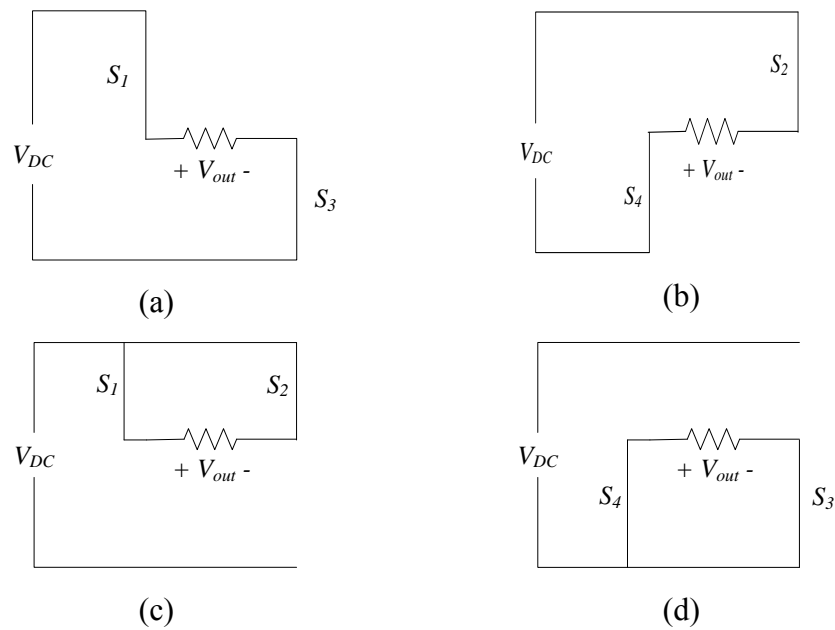 S1
VDC
+ Vout -
S3
(a)
S2
VDC
+ Vout -
S4
(b)
S1
S2
VDC
+ Vout -
(c)
VDC
+ Vout -
S4
S3
(d)